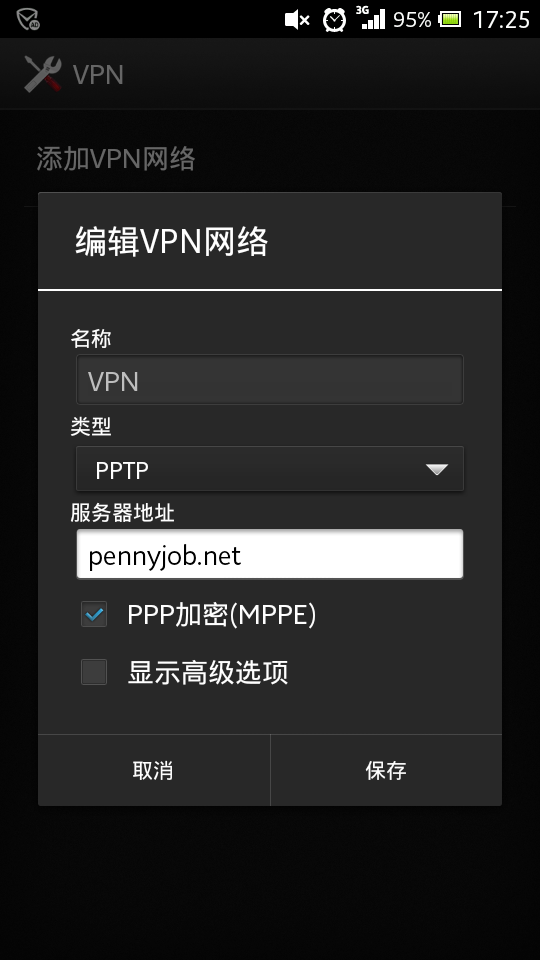 3G 95% 17:25
VPN
添加VPN网络
编辑VPN网络
名称
VPN
类型
PPTP
服务器地址
pennyjob.net
PPP加密(MPPE)
显示高级选项
取消 保存